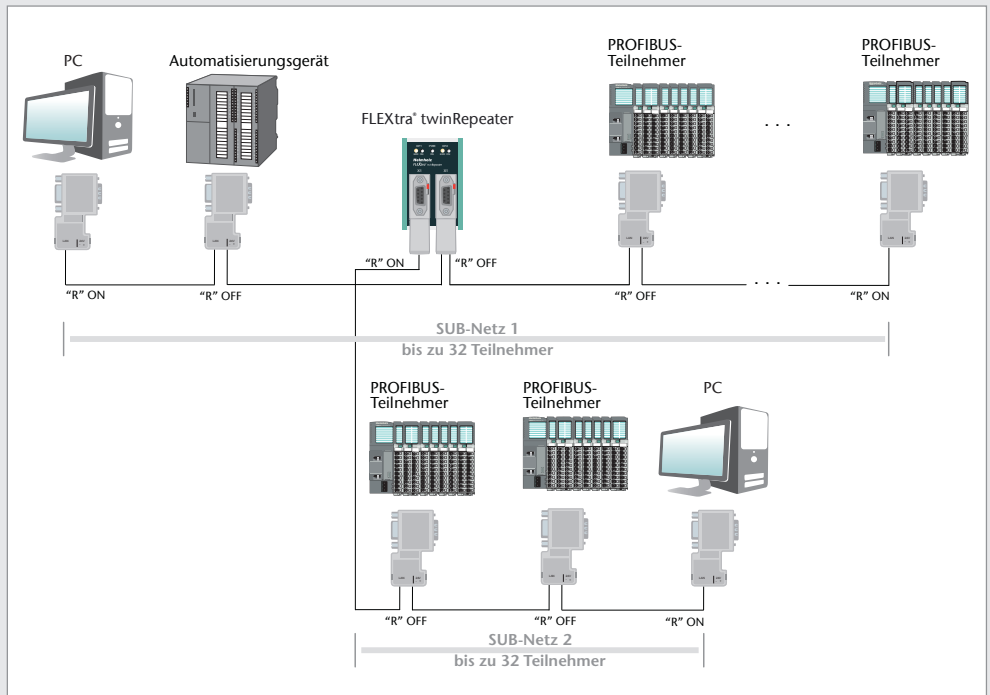 PC
Automatisierungsgerät
FLEXtra® twinRepeater
PROFIBUS-
Teilnehmer
. . .
PROFIBUS-
Teilnehmer
Helmholz
"R" ON
"R" OFF
"R" ON
"R" OFF
"R" OFF
. . .
"R" ON
SUB-Netz 1
bis zu 32 Teilnehmer
PROFIBUS-
Teilnehmer
PROFIBUS-
Teilnehmer
PC
"R" OFF
"R" OFF
"R" ON
SUB-Netz 2
bis zu 32 Teilnehmer